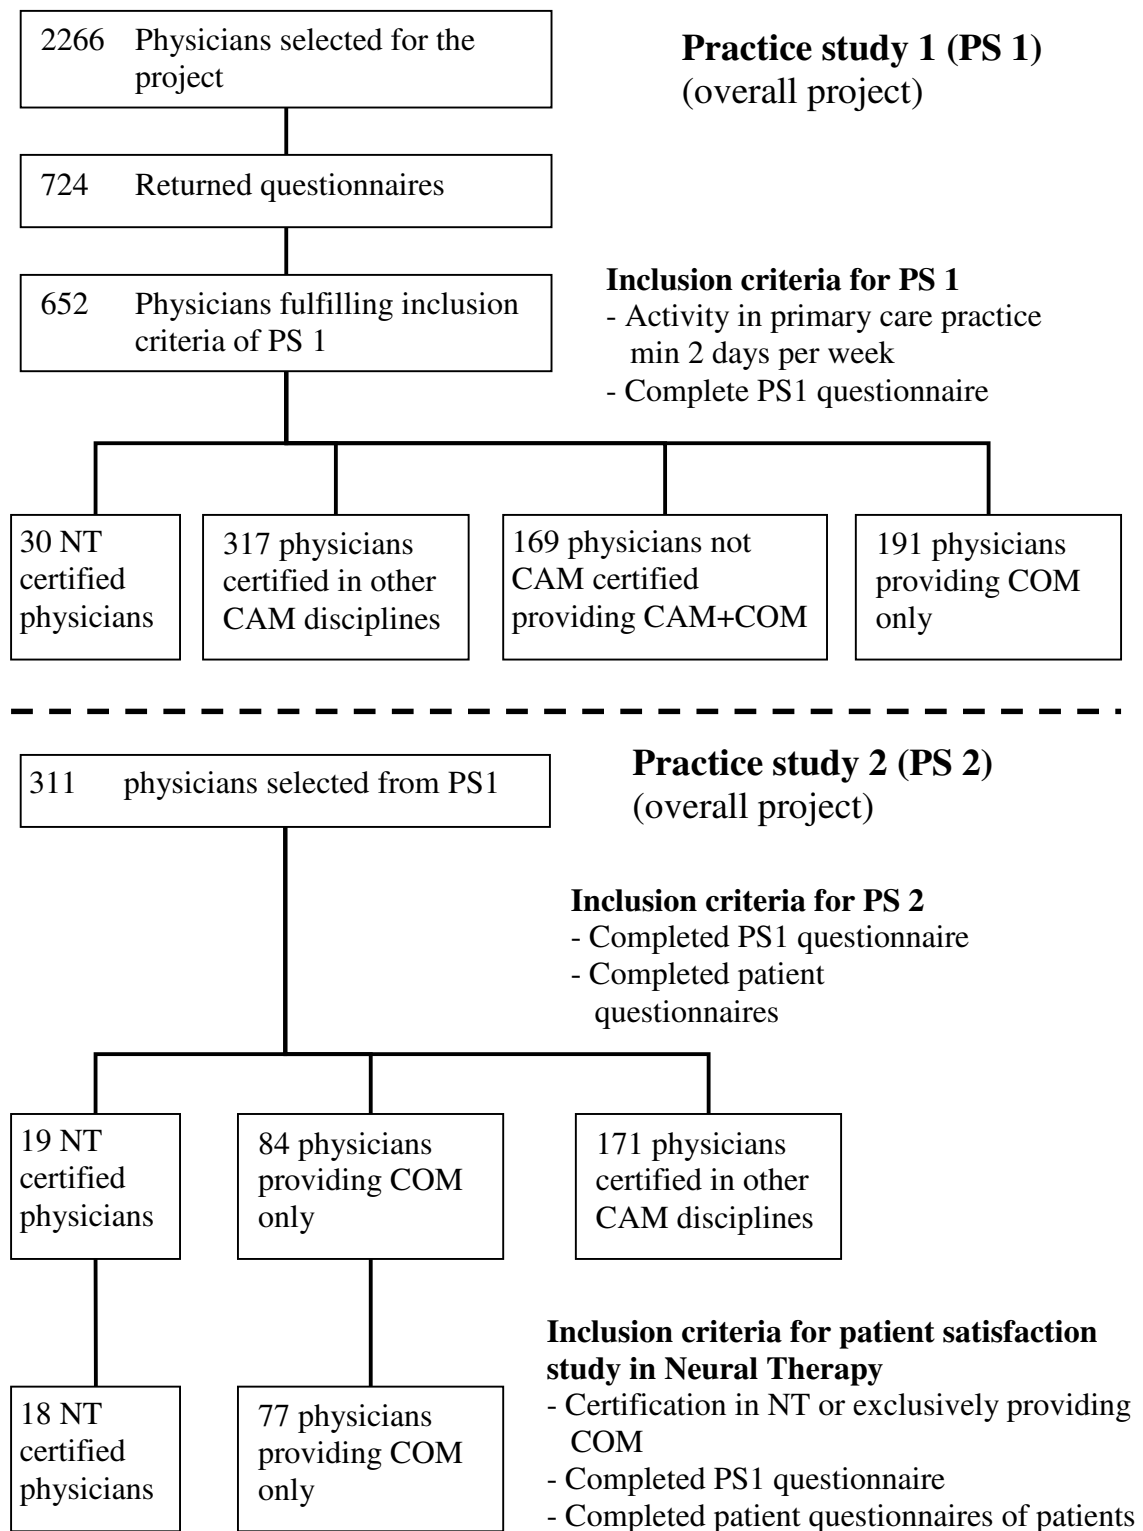 2266 Physicians selected for the
project
Practice study 1 (PS 1)
(overall project)
724 Returned questionnaires
652 Physicians fulfilling inclusion
criteria of PS 1
Inclusion criteria for PS 1
- Activity in primary care practice
min 2 days per week
- Complete PS1 questionnaire
30 NT
certified
physicians
317 physicians
certified in other
CAM disciplines
169 physicians not
CAM certified
providing CAM+COM
191 physicians
providing COM
only
311 physicians selected from PS1
Practice study 2 (PS 2)
(overall project)
Inclusion criteria for PS 2
- Completed PS1 questionnaire
- Completed patient
questionnaires
19 NT
certified
physicians
84 physicians
providing COM
only
171 physicians
certified in other
CAM disciplines
18 NT
certified
physicians
77 physicians
providing COM
only
Inclusion criteria for patient satisfaction
study in Neural Therapy
- Certification in NT or exclusively providing
COM
- Completed PS1 questionnaire
- Completed patient questionnaires of patients